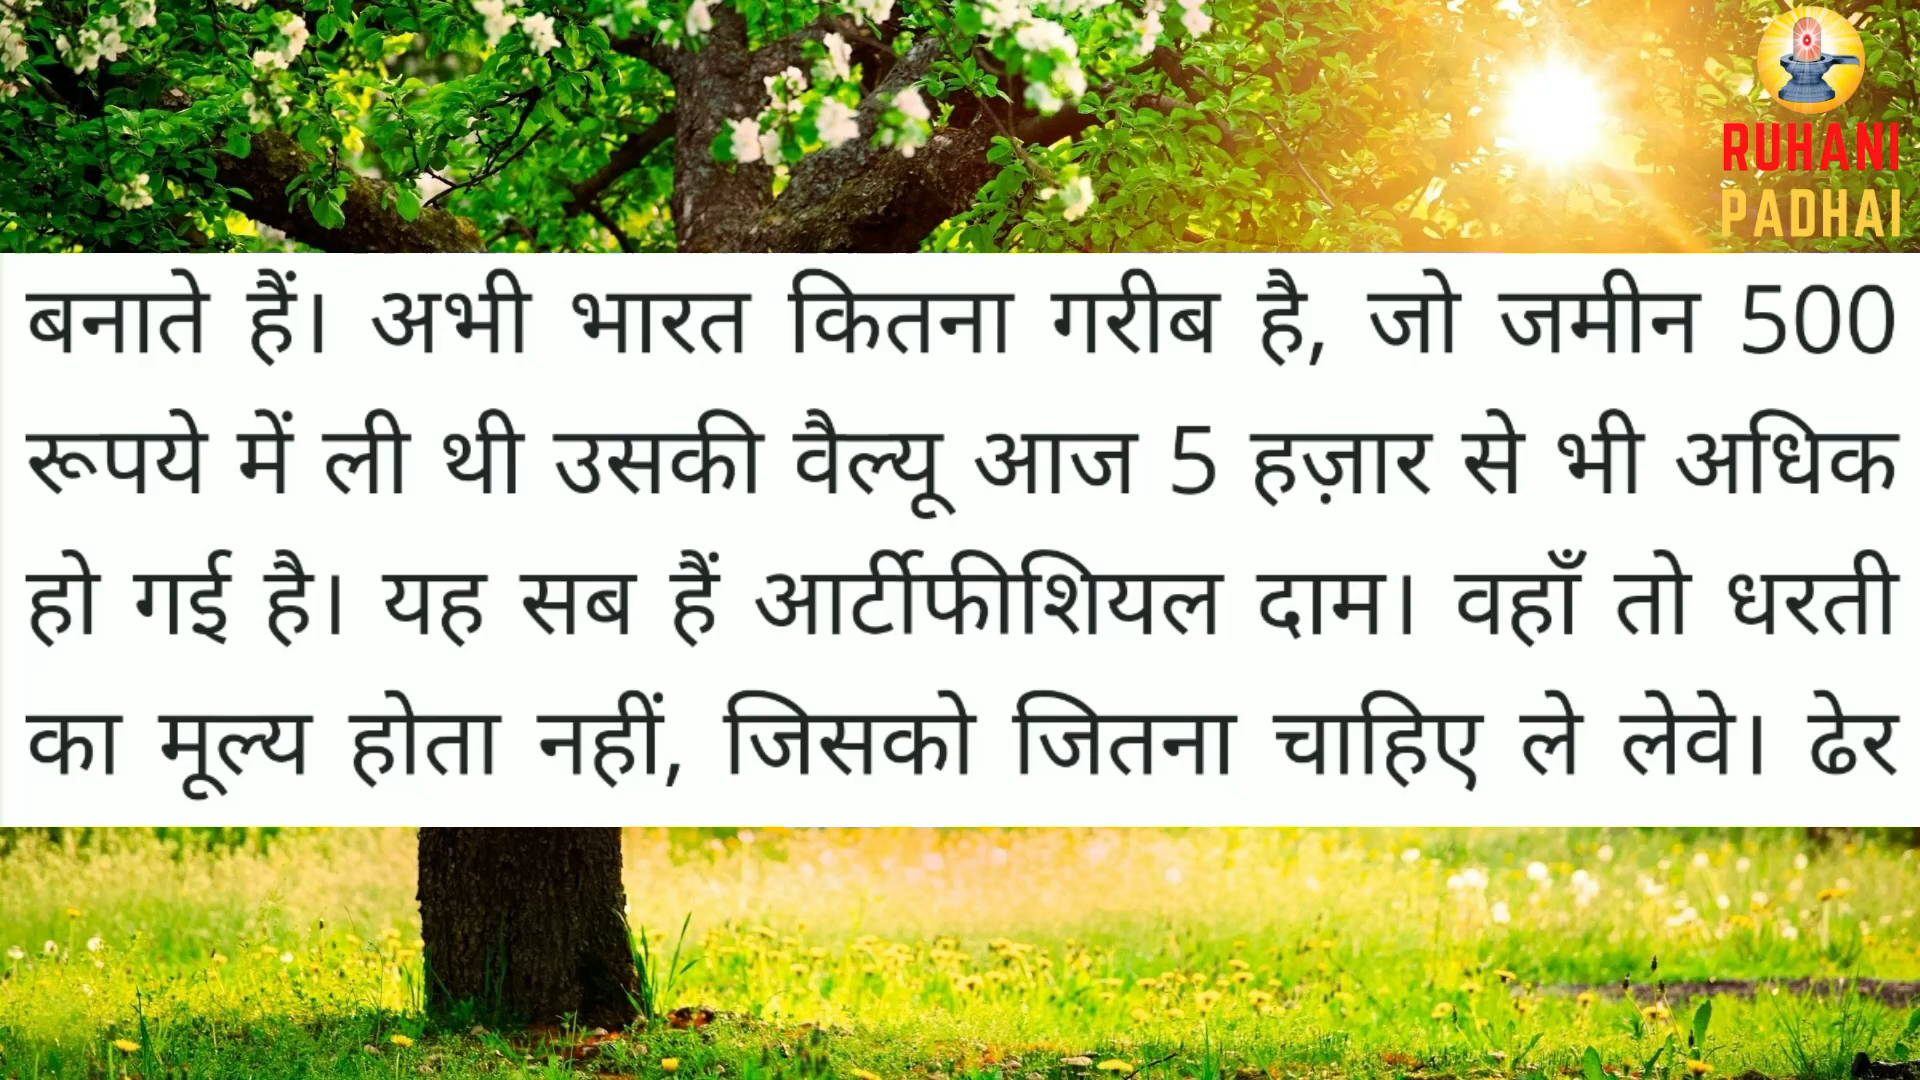 RUHANI
PADHAI
बनाते हैं। अभी भारत कितना गरीब है, जो जमीन 500
रूपये में ली थी उसकी वैल्यू आज 5 हज़ार से भी अधिक
हो गई है। यह सब हैं आर्टीफीशियल दाम। वहाँ तो धरती
का मूल्य होता नहीं, जिसको जितना चाहिए ले लेवे। ढेर